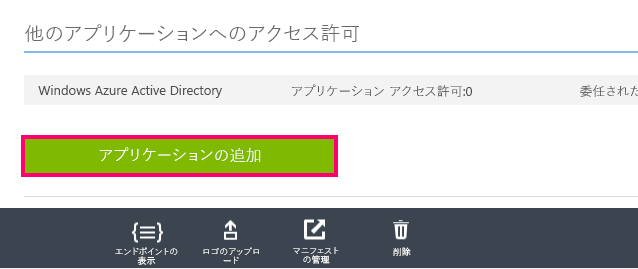 他のアプリケーションへのアクセス許可
Windows Azure Active Directory アプリケーション アクセス許可:0 委任された
アプリケーションの追加
エンドポイントの
表示
ロゴのアップロ
ード
マニフェスト
の管理
削除